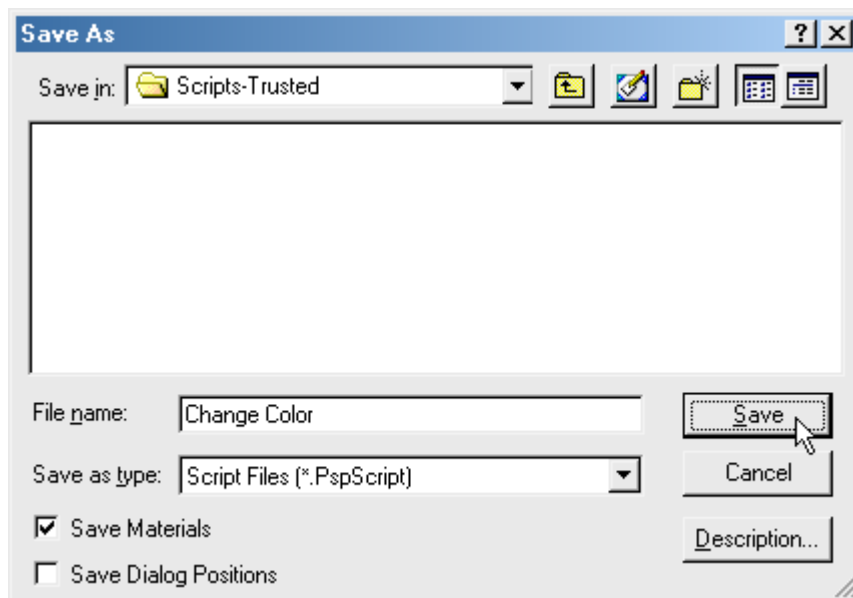 Save As
Save in: Scripts-Trusted
File name: Change Color Save
Save as type: Script Files (*.PspScript) Cancel
Save Materials
Description...
Save Dialog Positions